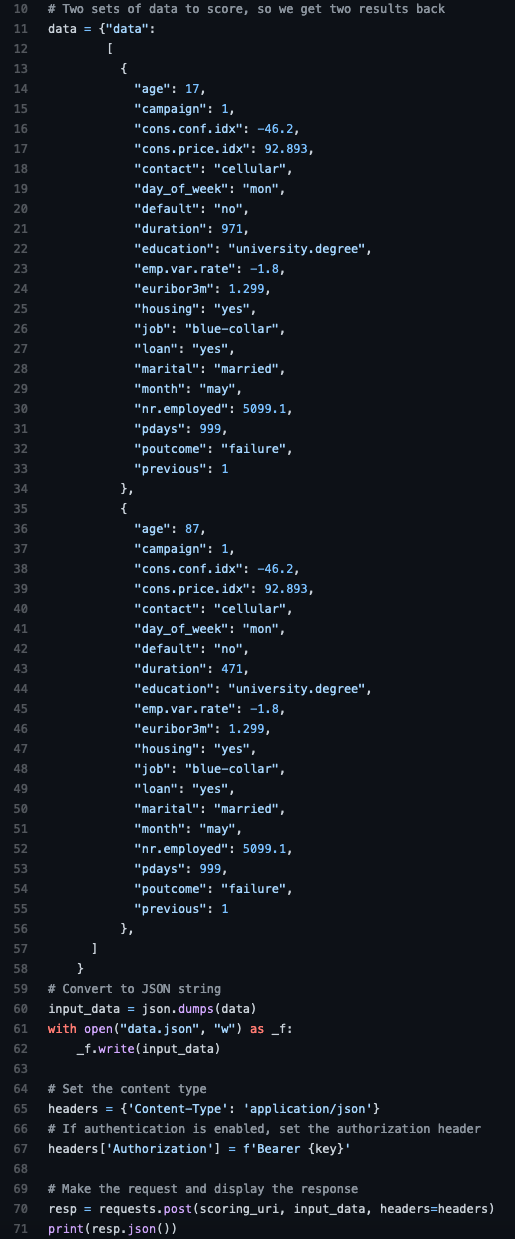 10 # Two sets of data to score, so we get two results back
11 data = {"data":
12         [
13           {
14             "age": 17,
15             "campaign": 1,
16             "cons.conf.idx": -46.2,
17             "cons.price.idx": 92.893,
18             "contact": "cellular",
19             "day_of_week": "mon",
20             "default": "no",
21             "duration": 971,
22             "education": "university.degree",
23             "emp.var.rate": -1.8,
24             "euribor3m": 1.299,
25             "housing": "yes",
26             "job": "blue-collar",
27             "loan": "yes",
28             "marital": "married",
29             "month": "may",
30             "nr.employed": 5099.1,
31             "pdays": 999,
32             "poutcome": "failure",
33             "previous": 1
34           },
35           {
36             "age": 87,
37             "campaign": 1,
38             "cons.conf.idx": -46.2,
39             "cons.price.idx": 92.893,
40             "contact": "cellular",
41             "day_of_week": "mon",
42             "default": "no",
43             "duration": 471,
44             "education": "university.degree",
45             "emp.var.rate": -1.8,
46             "euribor3m": 1.299,
47             "housing": "yes",
48             "job": "blue-collar",
49             "loan": "yes",
50             "marital": "married",
51             "month": "may",
52             "nr.employed": 5099.1,
53             "pdays": 999,
54             "poutcome": "failure",
55             "previous": 1
56           },
57       ]
58     }
59 # Convert to JSON string
60 input_data = json.dumps(data)
61 with open("data.json", "w") as _f:
62     _f.write(input_data)
63
64 # Set the content type
65 headers = {'Content-Type': 'application/json'}
66 # If authentication is enabled, set the authorization header
67 headers['Authorization'] = f'Bearer {key}'
68
69 # Make the request and display the response
70 resp = requests.post(scoring_uri, input_data, headers=headers)
71 print(resp.json())